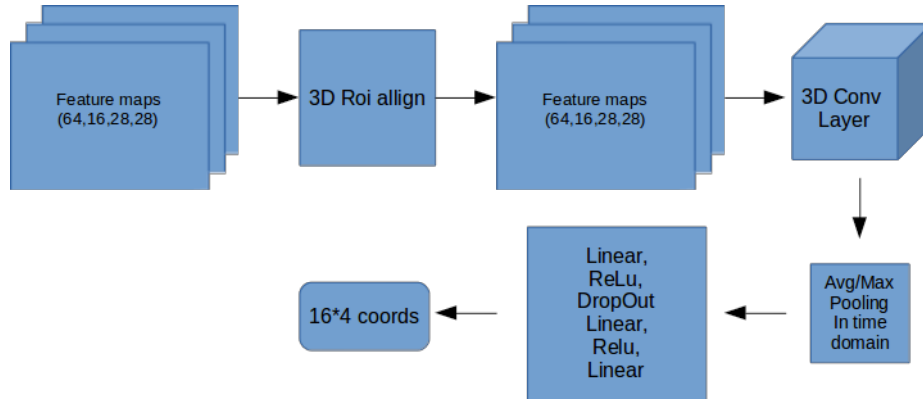 Feature maps
(64,16,28,28)
3D Roi allign
Feature maps
(64,16,28,28)
3D Conv
Layer
Avg/Max
Pooling
In time
domain
Linear,
ReLu,
DropOut
Linear,
Relu,
Linear
16*4 coords